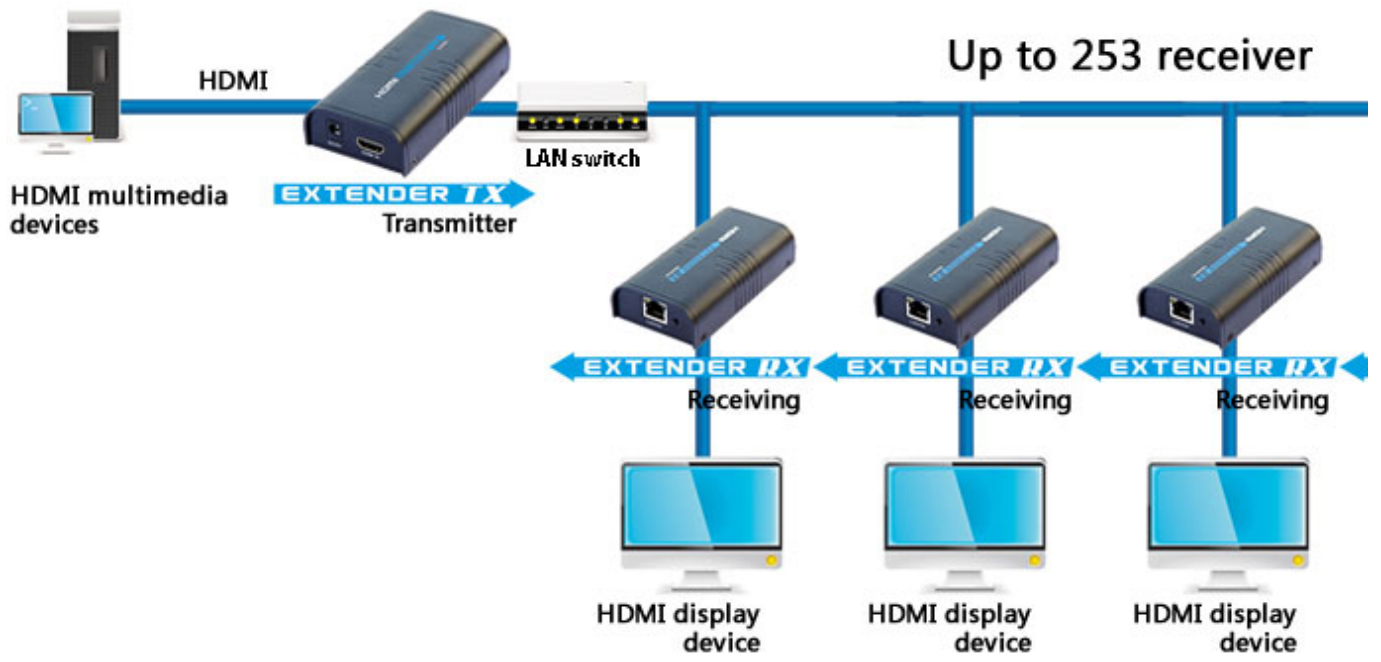 Up to 253 receiver
HDMI
LAN switch
HDMI multimedia
devices
EXTENDER TX
Transmitter
EXTENDER RX
EXTENDER RX
EXTENDER RX
Receiving
Receiving
Receiving
HDMI display
device
HDMI display
device
HDMI display
device